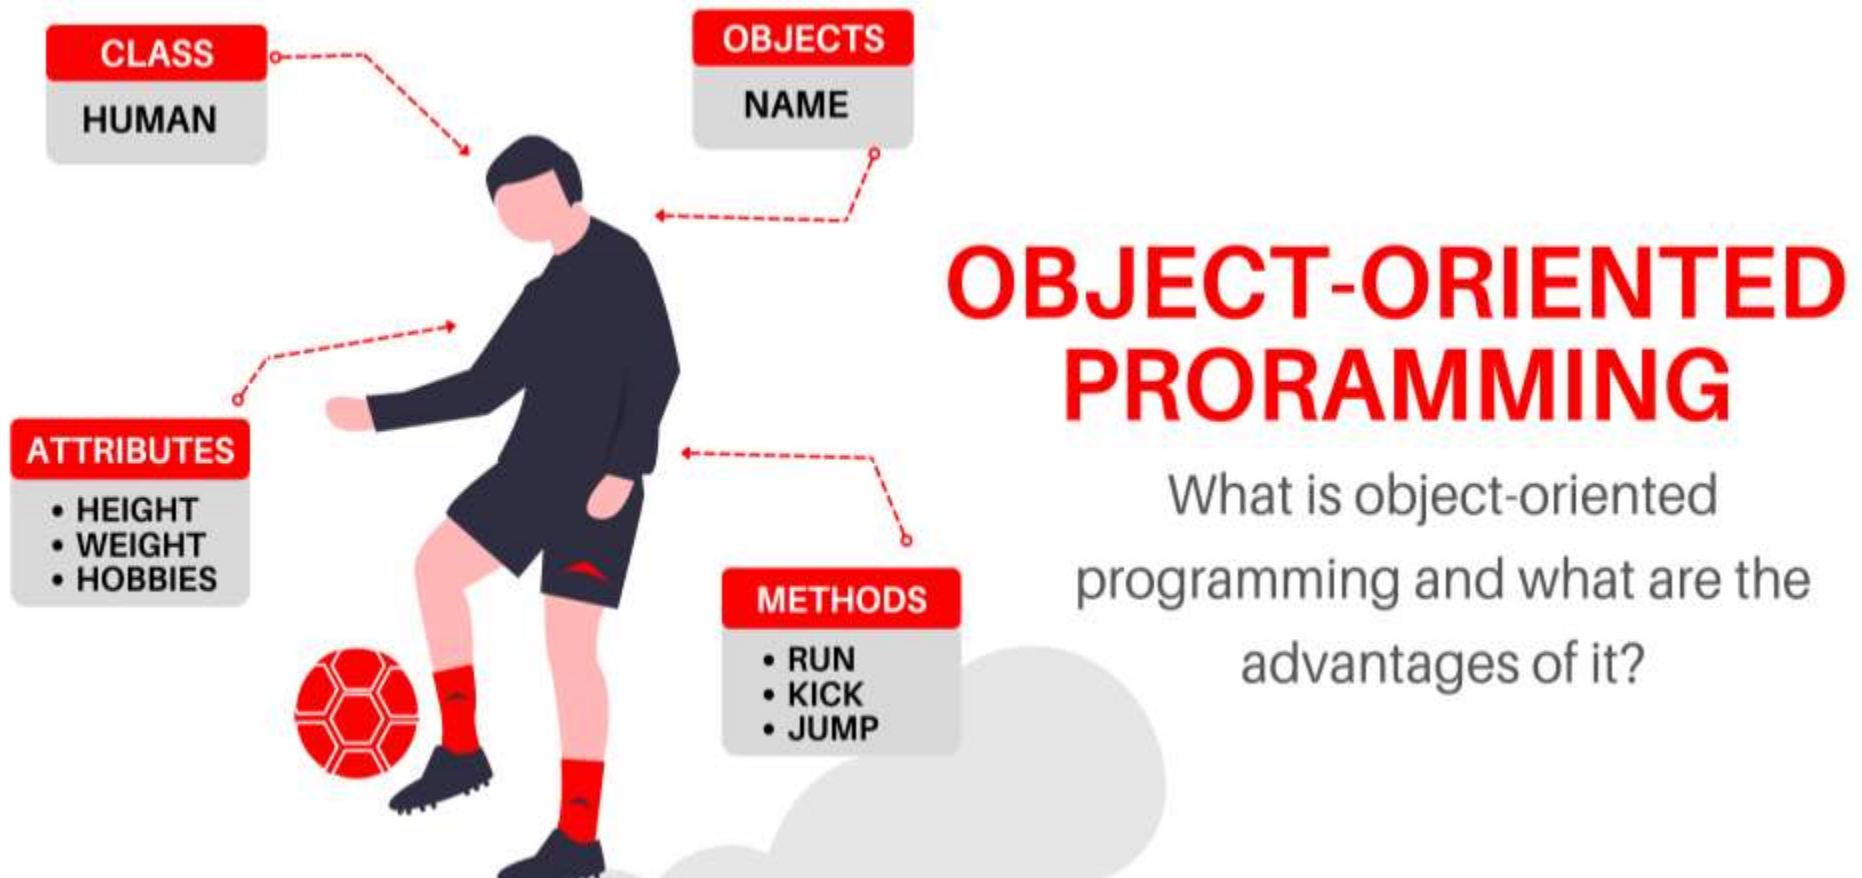 CLASS
HUMAN
OBJECTS
NAME
ATTRIBUTES
• HEIGHT
• WEIGHT
• HOBBIES
METHODS
• RUN
• KICK
• JUMP
OBJECT-ORIENTED
PRORAMMING
What is object-oriented
programming and what are the
advantages of it?